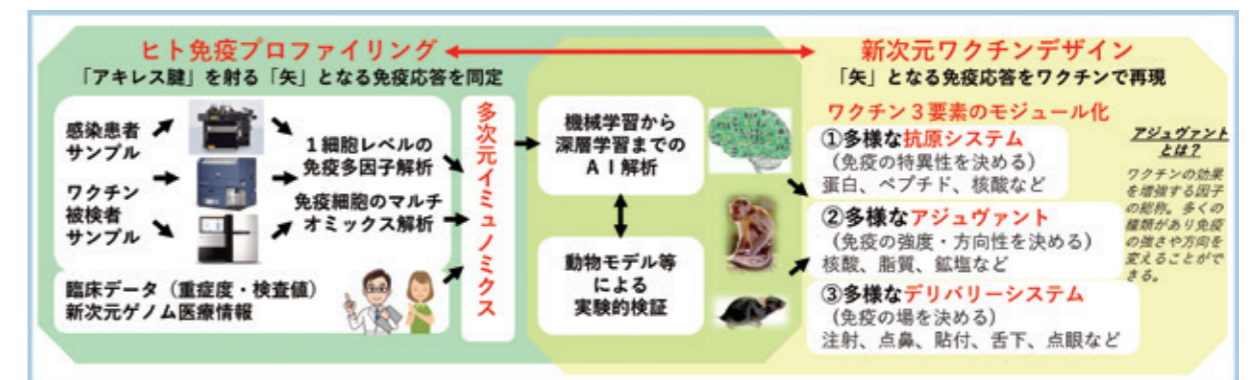 ヒト免疫プロファイリング
「アキレス腱」を射る「矢」となる免疫応答を同定
感染患者
サンプル
ワクチン
被検者
サンプル
1細胞レベルの
免疫多因子解析
免疫細胞のマルチ
オミックス解析
臨床データ(重症度・検査値)
新次元ゲノム医療情報
多次元イミュノミクス
機械学習から
深層学習までの
AI解析
動物モデル等
による
実験的検証
新次元ワクチンデザイン
「矢」となる免疫応答をワクチンで再現
ワクチン3要素のモジュール化
①多様な抗原システム
(免疫の特異性を決める)
蛋白、ペプチド、核酸など
②多様なアジュヴァント
(免疫の強度・方向性を決める)
核酸、脂質、鉱塩など
③多様なデリバリーシステム
(免疫の場を決める)
注射、点鼻、貼付、舌下、点眼など
アジュヴァント
とは?
ワクチンの効果
を増強する因子
の総称。多くの
種類があり免疫
の強さや方向を
変えることがで
きる。